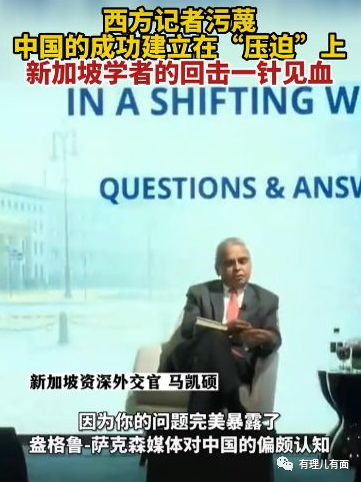 西方记者污蔑
中国的成功建立在“压迫”上
新加坡学者的回击一针见血
IN A SHIFTING W
QUESTIONS & ANSW
新加坡资深外交官 马凯硕
因为你的问题完美暴露了
盎格鲁-萨克森媒体对中国的偏颇认知
有理儿有面